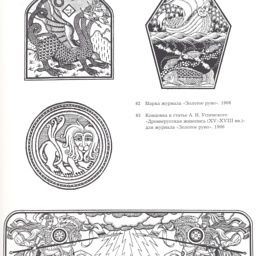 62 Марка журнала «Золотое руно». 1906
63 Концовка к статье А. И. Успенского
«Древнерусская живопись (XV–XVIII вв.)»
для журнала «Золотое руно». 1906